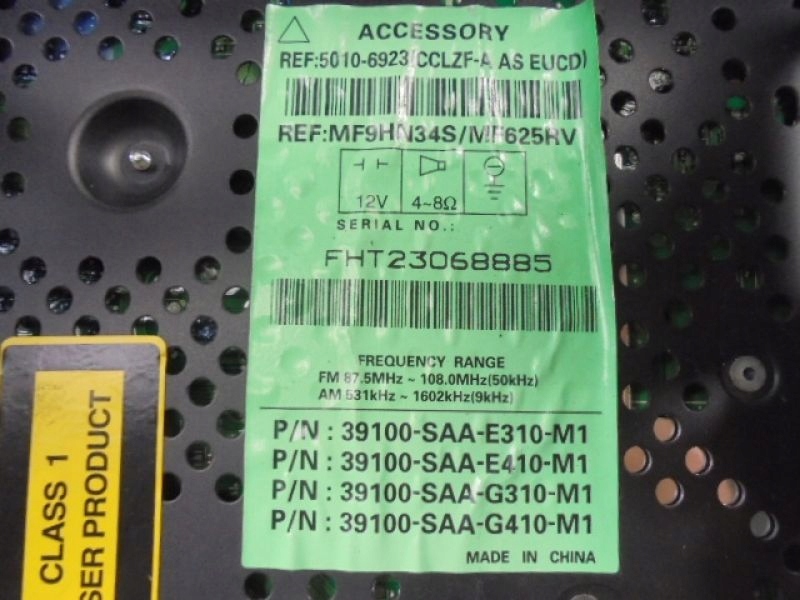 ACCESSORY
REF:5010-6923(CCLZF-A AS EUCD)
REF:MF9HN34S/MF625RV
12V 4~8Ω
SERIAL NO.:
FHT23068885
FREQUENCY RANGE
FM 87.5MHz ~ 108.0MHz(50kHz)
AM 531kHz ~ 1602kHz(9kHz)
P/N : 39100-SAA-E310-M1
P/N : 39100-SAA-E410-M1
P/N : 39100-SAA-G310-M1
P/N : 39100-SAA-G410-M1
MADE IN CHINA
CLASS 1
SER PRODUCT